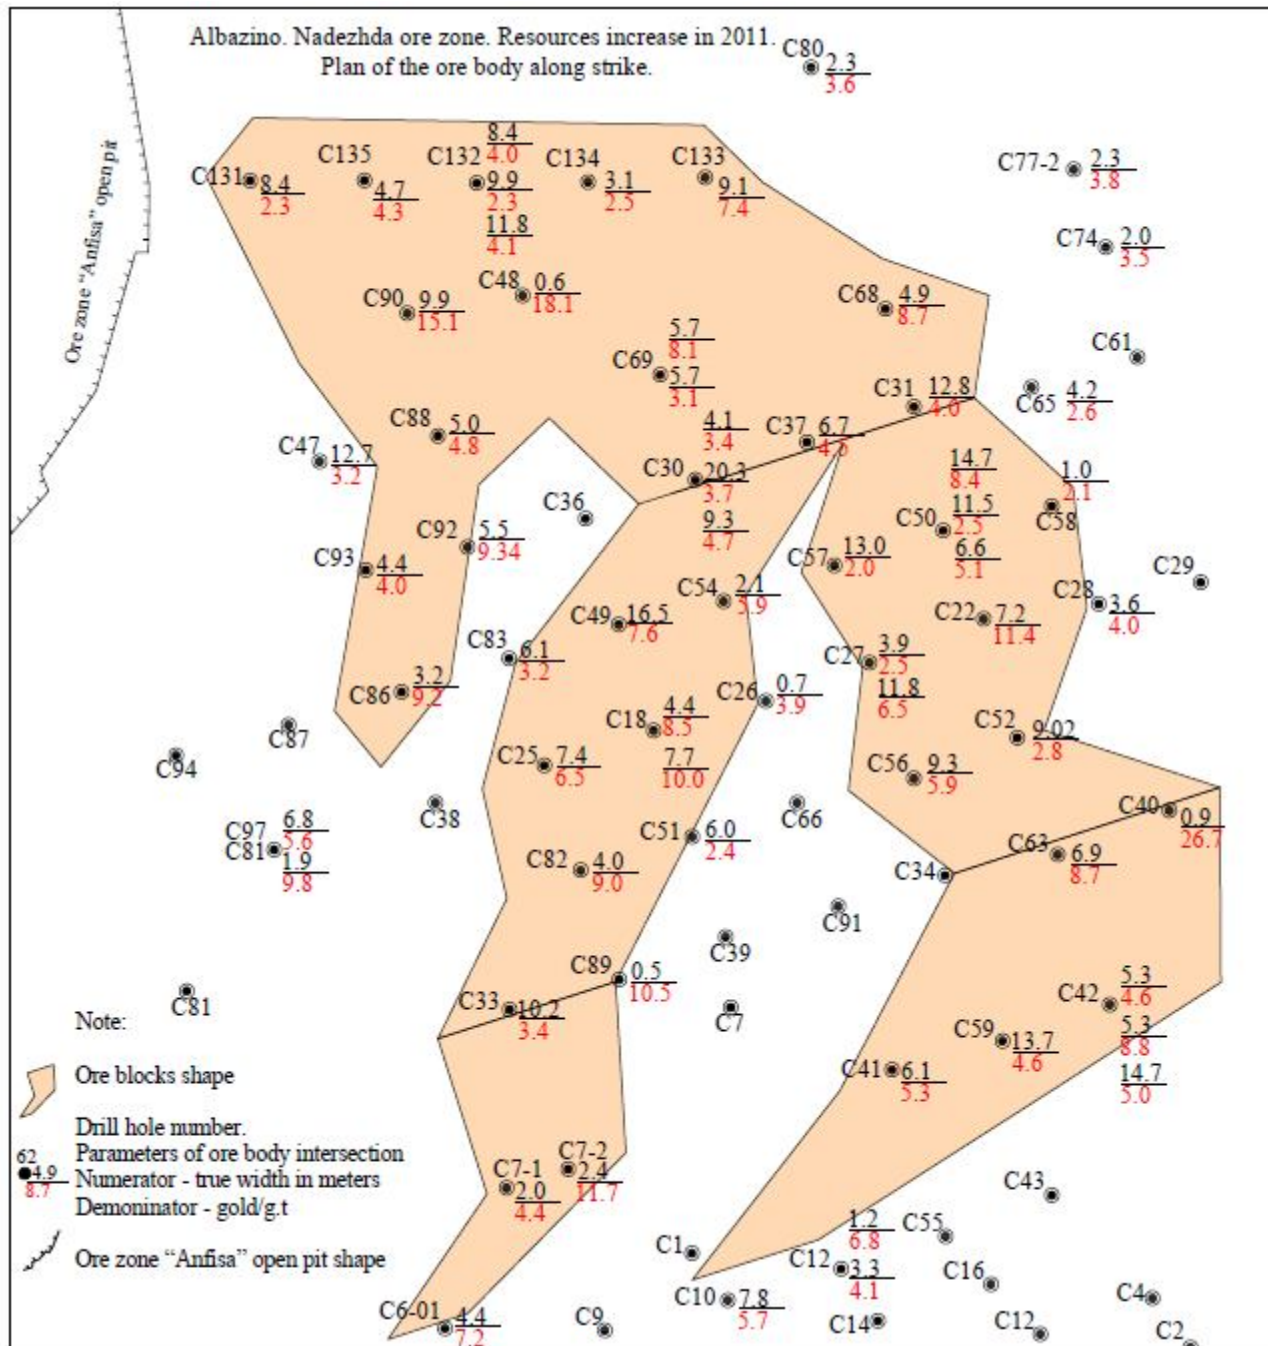 Albazino. Nadezhda ore zone. Resources increase in 2011.
Plan of the ore body along strike.
Ore zone “Anfisa” open pit
C80 2.3
3.6
C77-2 2.3
3.8
C74 2.0
3.5
C61
C65 4.2
2.6
C131 8.4
2.3
C135 4.7
4.3
8.4
4.0
C132 9.9
2.3
11.8
4.1
C134 3.1
2.5
C133 9.1
7.4
C90 9.9
15.1
C48 0.6
18.1
C68 4.9
8.7
5.7
8.1
C69 5.7
3.1
C31 12.8
4.0
C37 6.7
4.5
C88 5.0
4.8
C47 12.7
3.2
4.1
3.4
C30 20.3
3.7
9.3
4.7
C36
14.7
8.4
C50 11.5
2.5
6.6
5.1
1.0
2.1
C58
C92 5.5
9.34
C93 4.4
4.0
C57 13.0
2.0
C29
C54 2.1
5.9
C28 3.6
4.0
C49 16.5
7.6
C22 7.2
11.4
C83 6.1
3.2
C27 3.9
2.5
11.8
6.5
C86 3.2
9.2
C26 0.7
3.9
C18 4.4
8.5
7.7
10.0
C52 9.02
2.8
C87
C94
C25 7.4
6.5
C56 9.3
5.9
C38
C66
C40 0.9
26.7
C97 6.8
5.6
C81 1.9
9.8
C51 6.0
2.4
C63 6.9
8.7
C82 4.0
9.0
C34
C91
C39
C89 0.5
10.5
C81
C33 10.2
3.4
C7
C42 5.3
4.6
5.3
8.8
14.7
5.0
C59 13.7
4.6
C41 6.1
5.3
C7-2 2.4
11.7
C7-1 2.0
4.4
C43
C55
1.2
6.8
C12 3.3
4.1
C1
C16
C10 7.8
5.7
C4
C6-01 4.4
7.2
C9
C14
C12
C2
Note:
Ore blocks shape
Drill hole number.
62
4.9
8.7
Parameters of ore body intersection
Numerator - true width in meters
Demoninator - gold/g.t
Ore zone “Anfisa” open pit shape